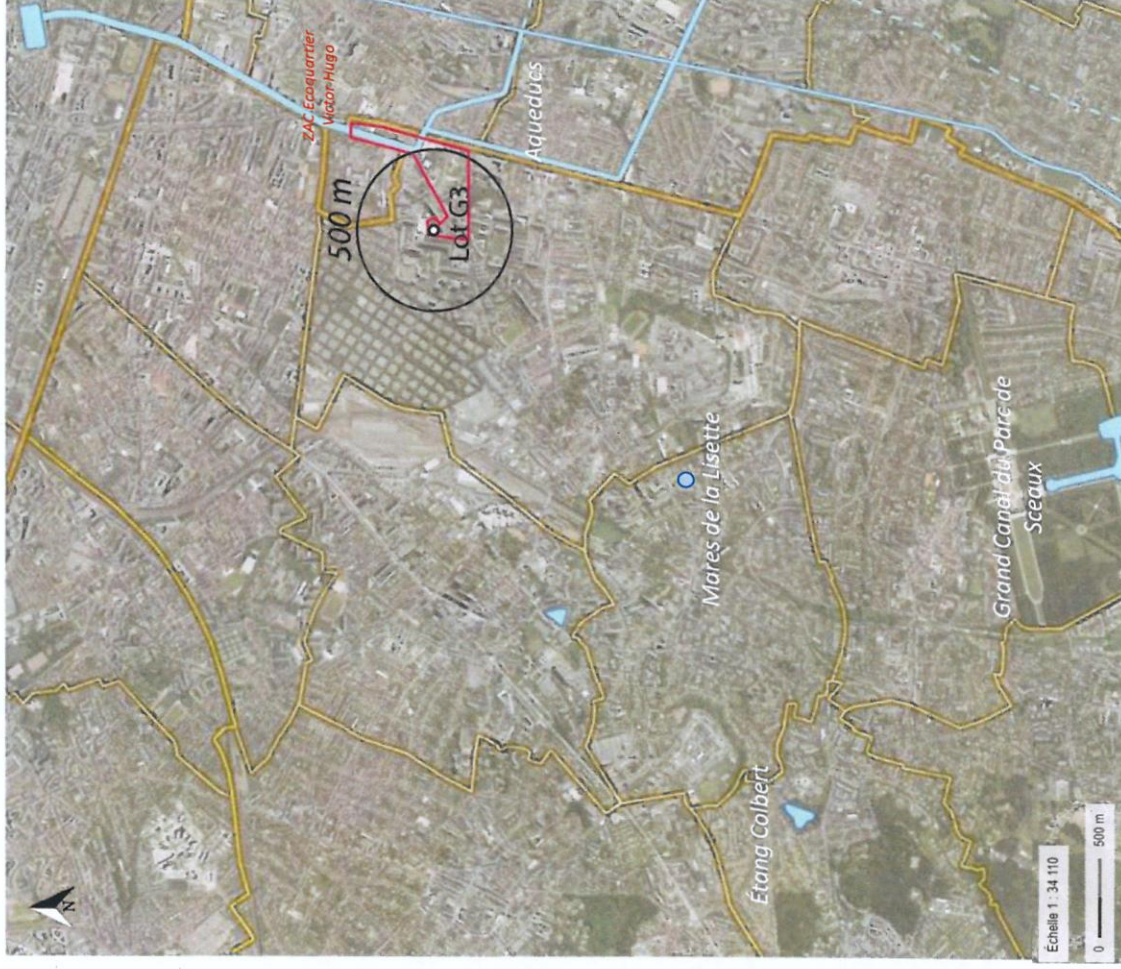 ZAC Ecoquartier
Victor Hugo
500 m
Lot G3
Aqueducs
Mares de la Lisette
Grand Canal du Parc de
Sceaux
Etang Colbert
N
Échelle 1 : 34 110
0 500 m